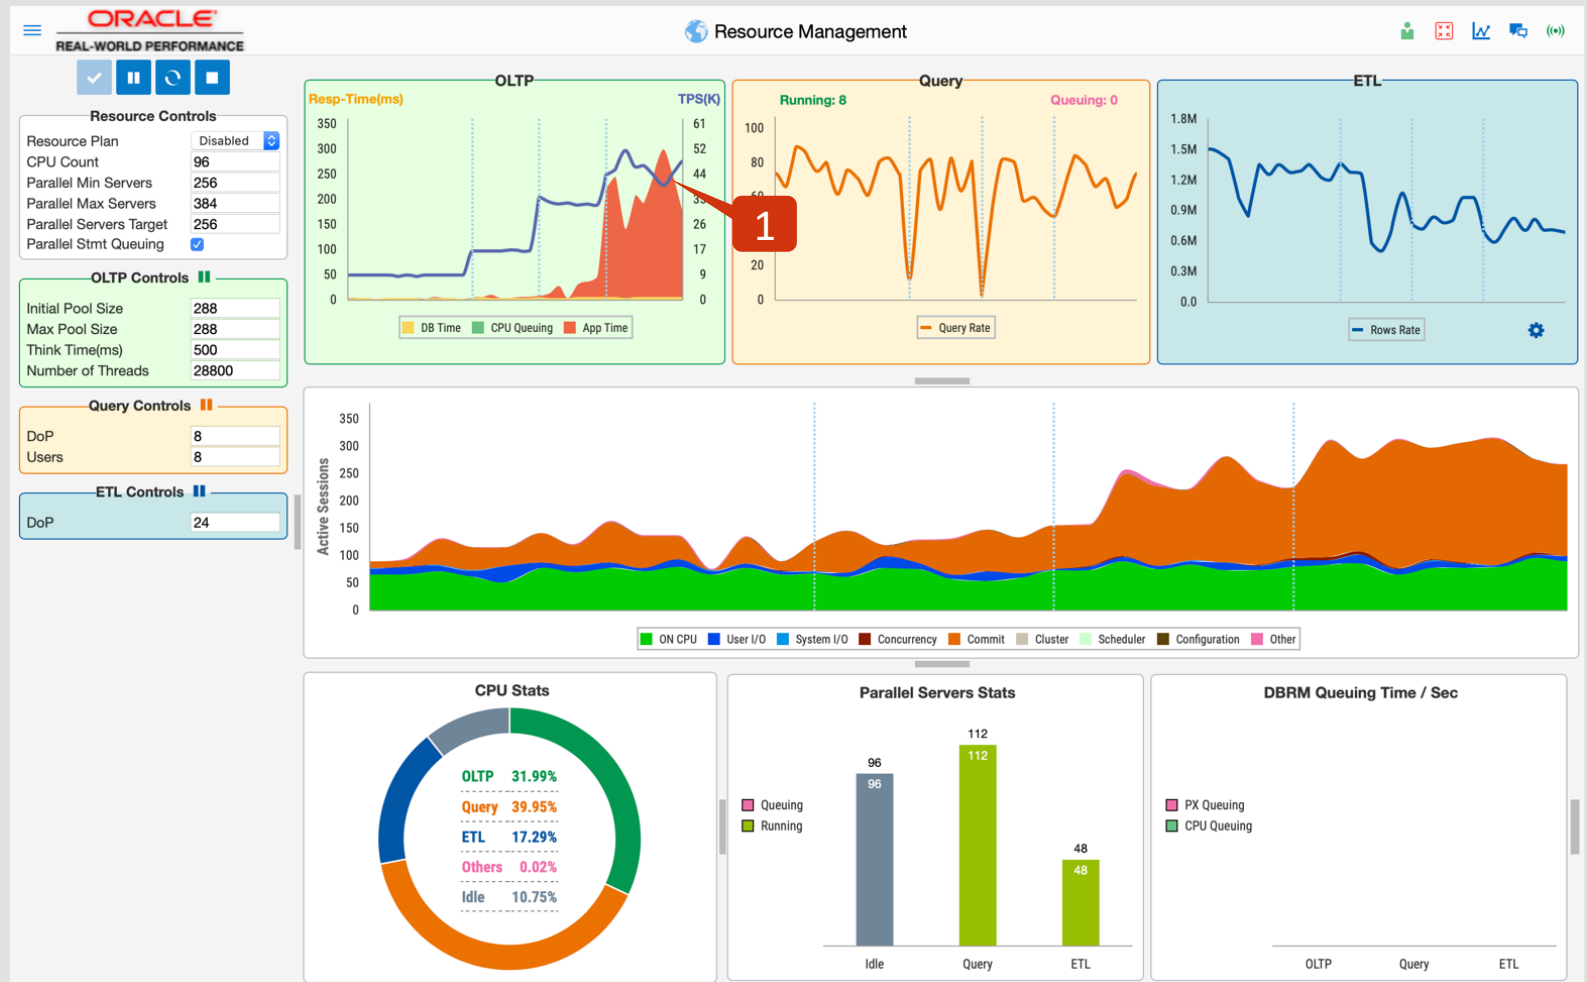 ORACLE
REAL-WORLD PERFORMANCE
Resource Management
Resource Controls
Resource Plan Disabled
CPU Count 96
Parallel Min Servers 256
Parallel Max Servers 384
Parallel Servers Target 256
Parallel Stmt Queuing
OLTP Controls
Initial Pool Size 288
Max Pool Size 288
Think Time(ms) 500
Number of Threads 28800
Query Controls
DoP 8
Users 8
ETL Controls
DoP 24
OLTP
Resp-Time(ms) TPS(K)
350 61
300 52
250 44
200 35
150 26
100 17
50 9
0 0
DB Time CPU Queuing App Time
1
Query
Running: 8 Queuing: 0
100
80
60
20
0
Query Rate
ETL
1.8M
1.5M
1.2M
0.9M
0.6M
0.3M
0.0
Rows Rate
Active Sessions
350
300
250
200
150
100
50
0
ON CPU User I/O System I/O Concurrency Commit Cluster Scheduler Configuration Other
CPU Stats
OLTP 31.99%
Query 39.95%
ETL 17.29%
Others 0.02%
Idle 10.75%
Parallel Servers Stats
Queuing
Running
96
96
112
112
48
48
Idle Query ETL
DBRM Queuing Time / Sec
PX Queuing
CPU Queuing
OLTP Query ETL